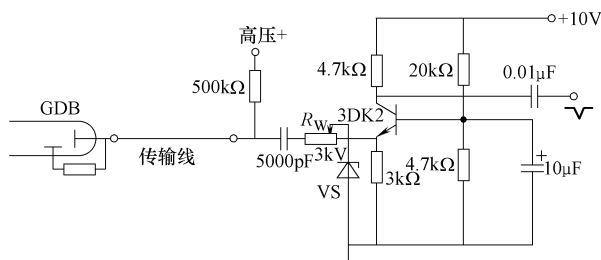 +10V
高压+
4.7kΩ
20kΩ
0.01μF
500kΩ
GDB
R_W
3DK2
传输线
5000pF
3kV
VS
3kΩ
4.7kΩ
+
10μF